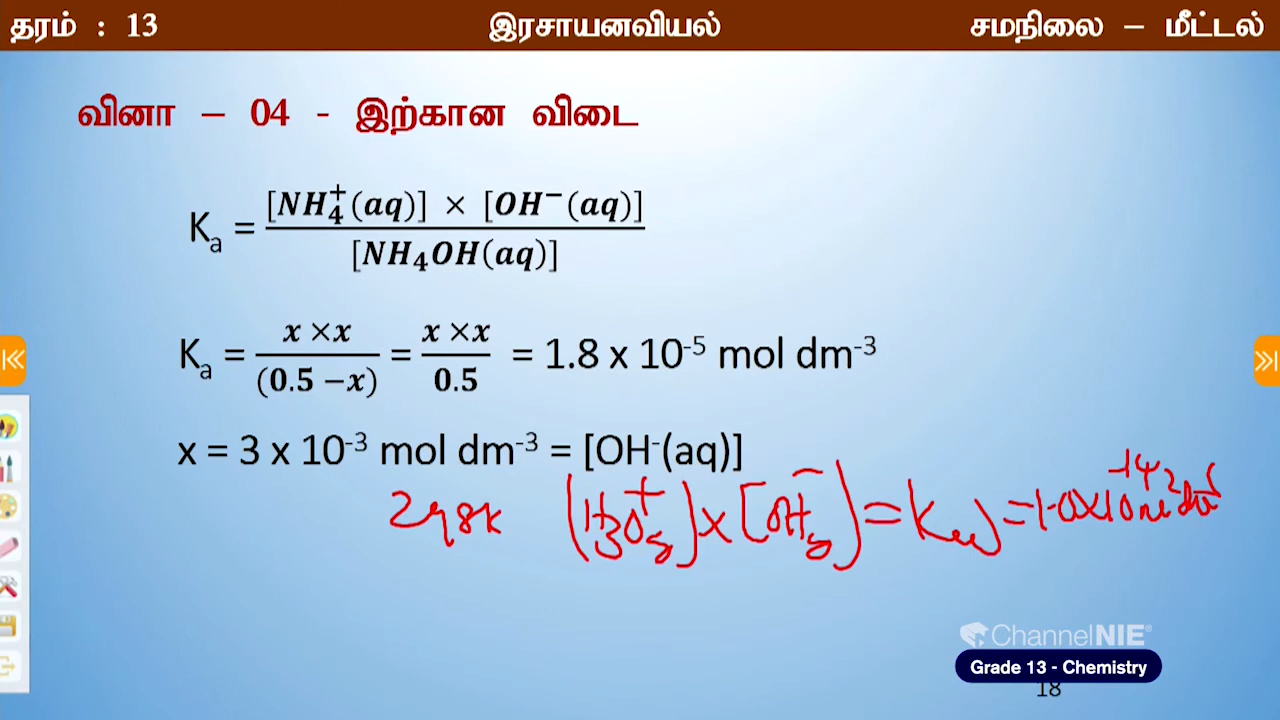 தரம் : 13 இரசாயனவியல் சமநிலை – மீட்டல்
வினா – 04 - இற்கான விடை
Kₐ = [NH₄⁺(aq)] × [OH⁻(aq)] / [NH₄OH(aq)]
Kₐ = x × x / (0.5 − x) = x × x / 0.5 = 1.8 x 10⁻⁵ mol dm⁻³
x = 3 x 10⁻³ mol dm⁻³ = [OH⁻(aq)]
298K [H₃O⁺] x [OH⁻] = Kw = 1.0x10⁻¹⁴
ChannelNIE
Grade 13 - Chemistry
18